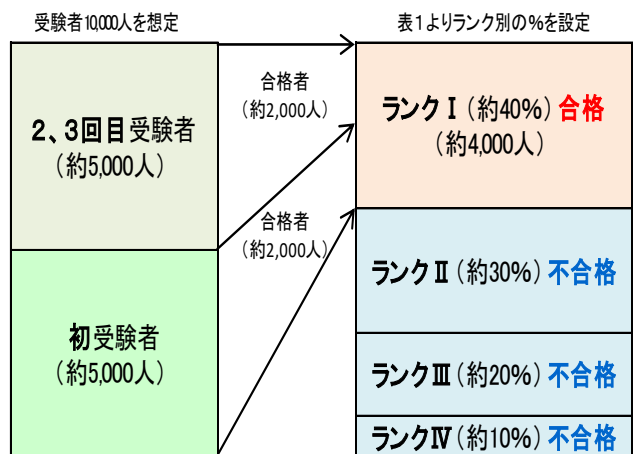 受験者10,000人を想定
表1よりランク別の%を設定
2、3回目受験者
(約5,000人)
合格者
(約2,000人)
ランクⅠ(約40%)合格
(約4,000人)
合格者
(約2,000人)
ランクⅡ(約30%)不合格
初受験者
(約5,000人)
ランクⅢ(約20%)不合格
ランクⅣ(約10%)不合格